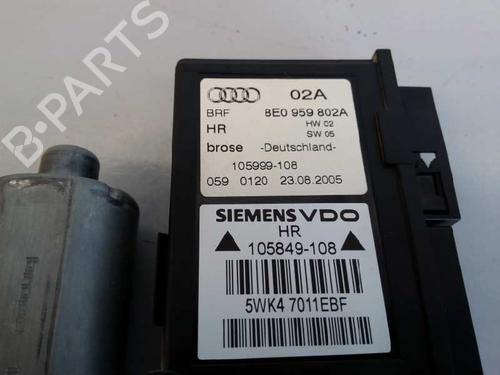 02A
BRF 8E0 959 802A
HR HW 02
SW 05
brose -Deutschland-
105999-108
059 0120 23.08.2005
SIEMENS VDO
HR
105849-108
5WK4 7011EBF
B-PARTS